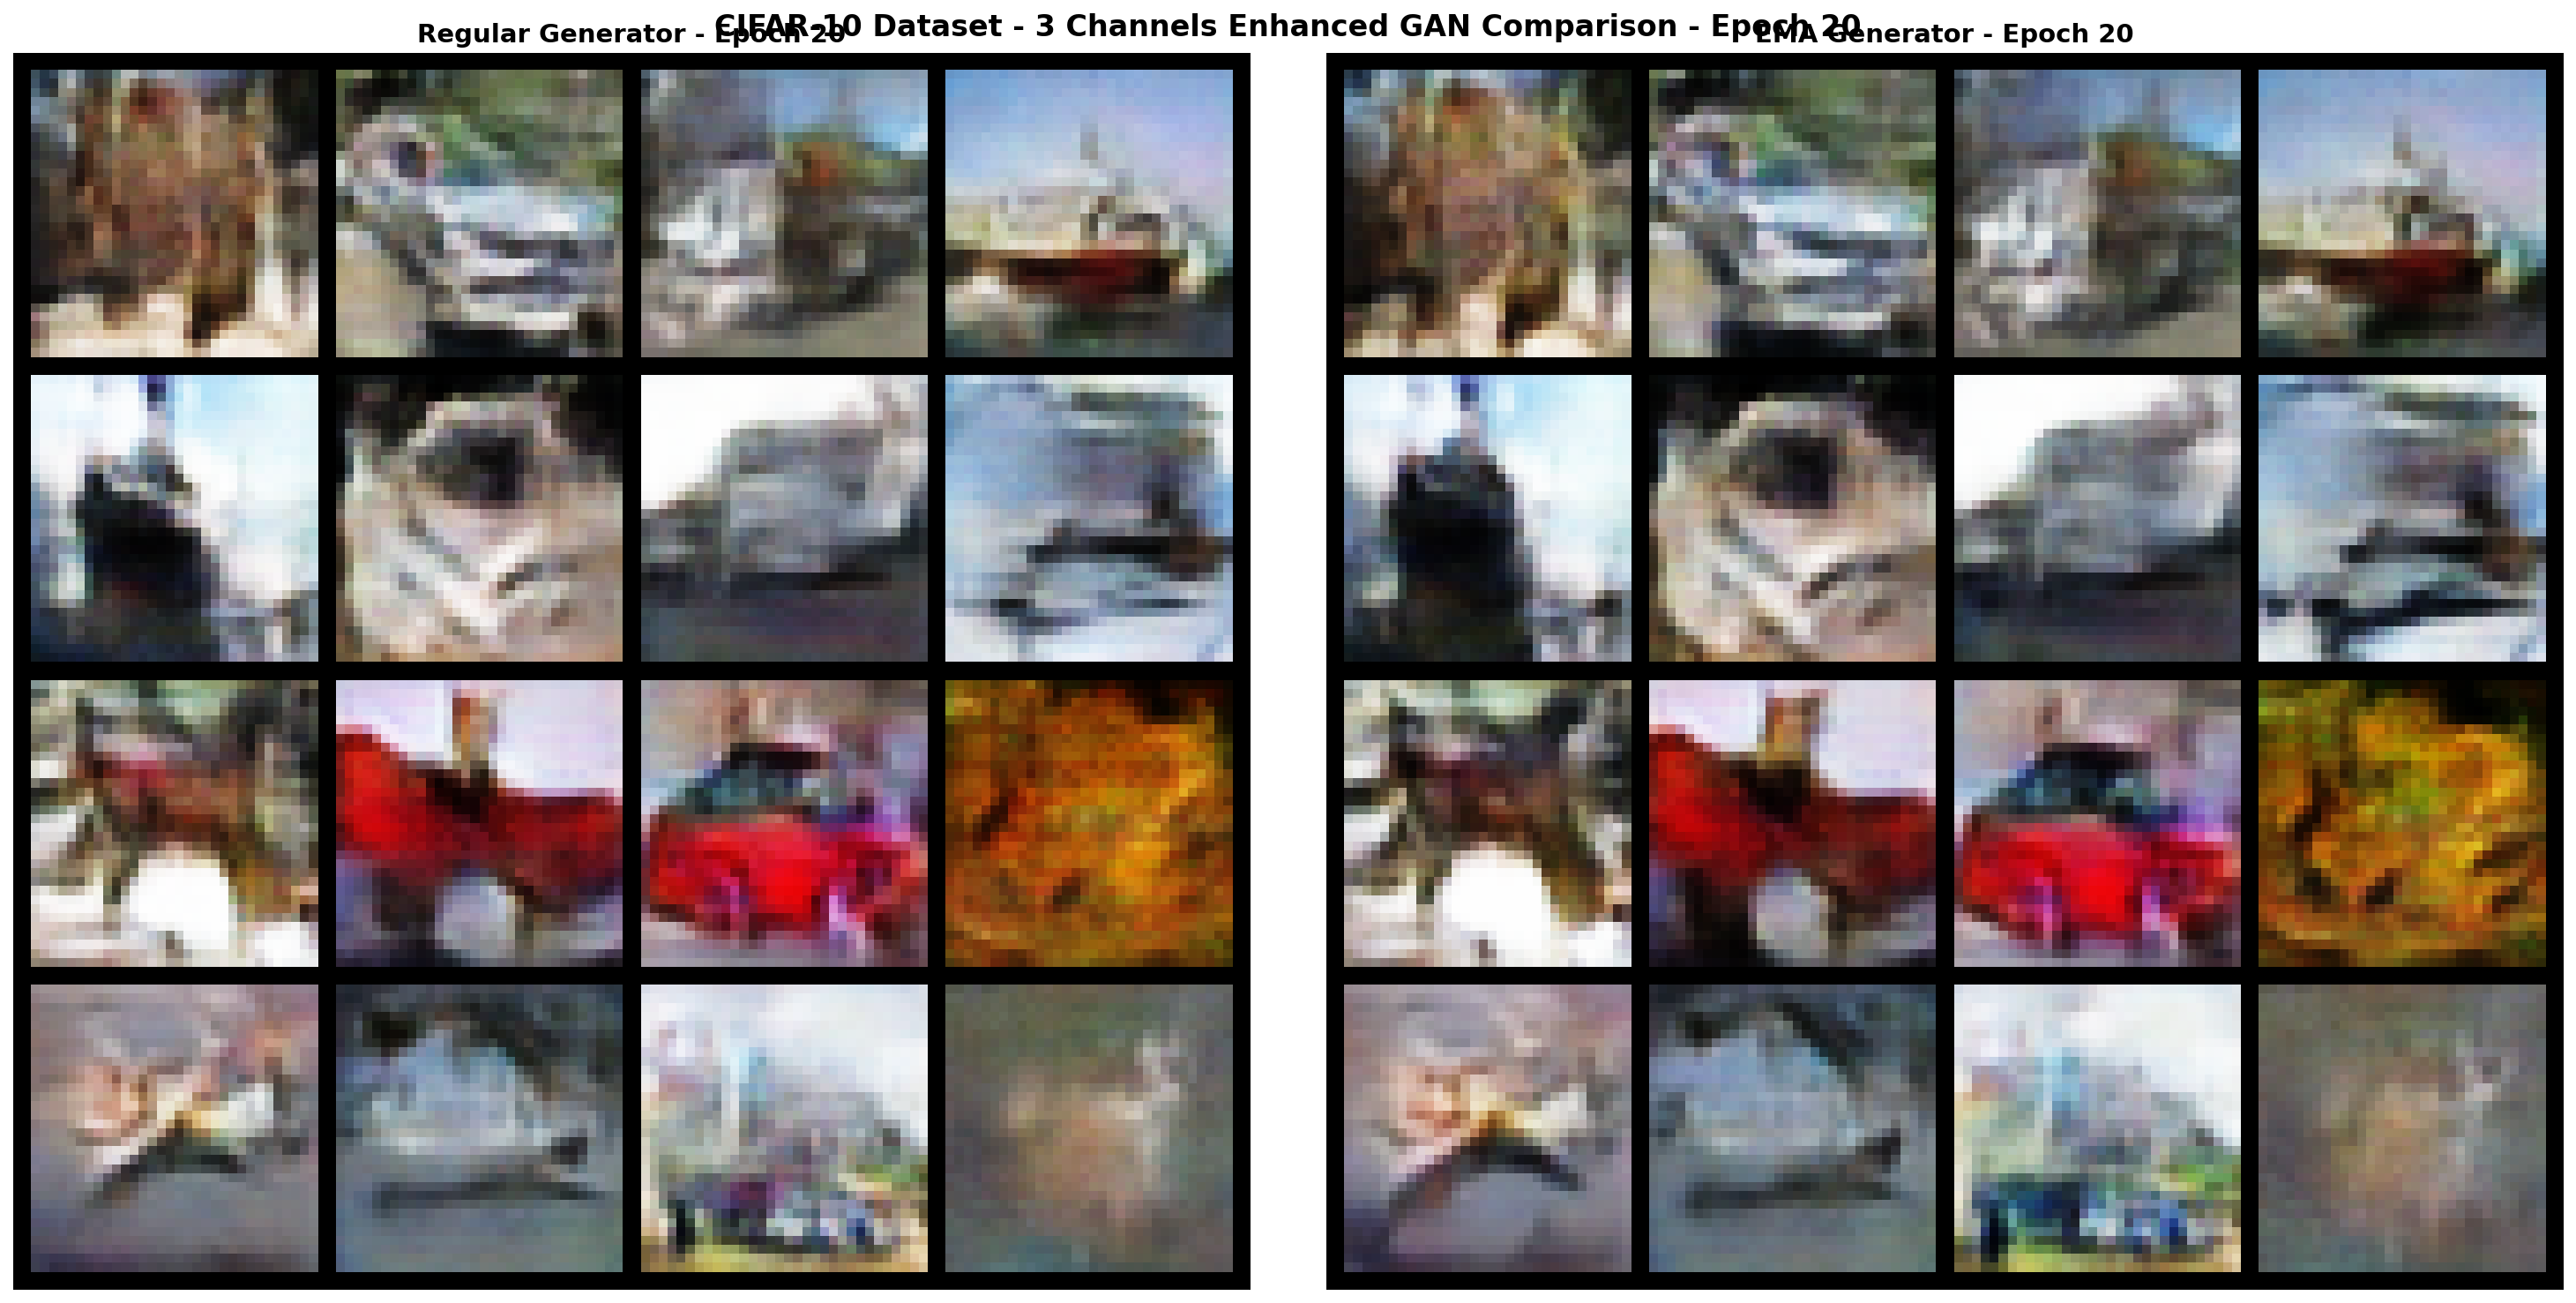 CIFAR-10 Dataset - 3 Channels Enhanced GAN Comparison - Epoch 20
Regular Generator - Epoch 20
EMA Generator - Epoch 20